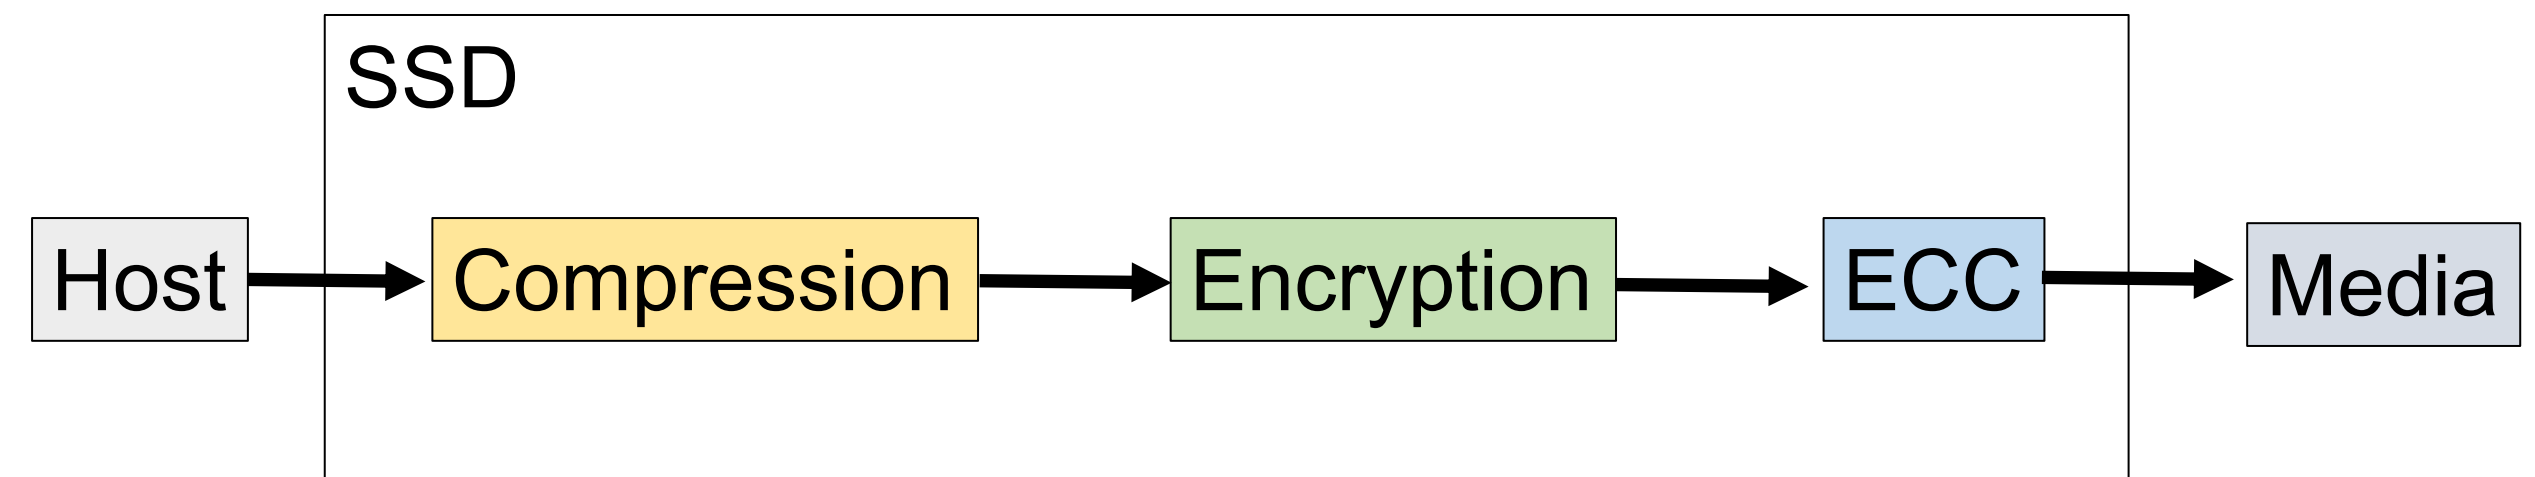 SSD
Host
Compression
Encryption
ECC
Media